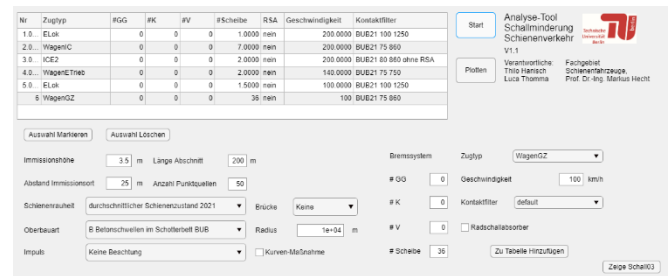 Nr Zugtyp #GG #K #V #Scheibe RSA Geschwindigkeit Kontaktfilter
1.0... ELok 0 0 0 1.0000 nein 200.0000 BUB21 100 1250
2.0... WagenIC 0 0 0 7.0000 nein 200.0000 BUB21 75 860
3.0... ICE2 0 0 0 2.0000 nein 200.0000 BUB21 80 860 ohne RSA
4.0... WagenETrieb 0 0 0 2.0000 nein 140.0000 BUB21 75 750
5.0... ELok 0 0 0 1.5000 nein 100.0000 BUB21 100 1250
6 WagenGZ 0 0 0 36 nein 100 BUB21 75 860
Start
Plotten
Analyse-Tool
Schallminderung
Schienenverkehr
V1.1
Technische
Universität
Berlin
Verantwortliche: Fachgebiet
Thilo Hanisch Schienenfahrzeuge,
Luca Thomma Prof. Dr.-Ing. Markus Hecht
Auswahl Markieren Auswahl Löschen
Immissionshöhe 3.5 m Länge Abschnitt 200 m
Abstand Immissionsort 25 m Anzahl Punktquellen 50
Schienenrauheit durchschnittlicher Schienenzustand 2021 Brücke Keine
Oberbauart B Betonschwellen im Schotterbett BUB Radius 1e+04 m
Impuls Keine Beachtung Kurven-Maßnahme
Bremssystem Zugtyp WagenGZ
# GG 0 Geschwindigkeit 100 km/h
# K 0 Kontaktfilter default
# V 0 Radschallabsorber
# Scheibe 36 Zu Tabelle Hinzufügen
Zeige Schall03